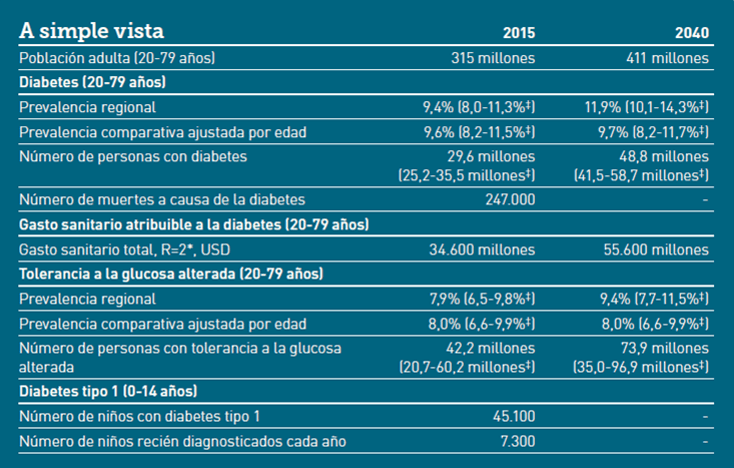 A simple vista 2015 2040
Población adulta (20-79 años) 315 millones 411 millones
Diabetes (20-79 años)
Prevalencia regional 9,4% (8,0-11,3%‡) 11,9% (10,1-14,3%‡)
Prevalencia comparativa ajustada por edad 9,6% (8,2-11,5%‡) 9,7% (8,2-11,7%‡)
Número de personas con diabetes 29,6 millones 48,8 millones
(25,2-35,5 millones‡) (41,5-58,7 millones‡)
Número de muertes a causa de la diabetes 247.000 -
Gasto sanitario atribuible a la diabetes (20-79 años)
Gasto sanitario total, R=2*, USD 34.600 millones 55.600 millones
Tolerancia a la glucosa alterada (20-79 años)
Prevalencia regional 7,9% (6,5-9,8%‡) 9,4% (7,7-11,5%‡)
Prevalencia comparativa ajustada por edad 8,0% (6,6-9,9%‡) 8,0% (6,6-9,9%‡)
Número de personas con tolerancia a la glucosa 42,2 millones 73,9 millones
alterada (20,7-60,2 millones‡) (35,0-96,9 millones‡)
Diabetes tipo 1 (0-14 años)
Número de niños con diabetes tipo 1 45.100 -
Número de niños recién diagnosticados cada año 7.300 -